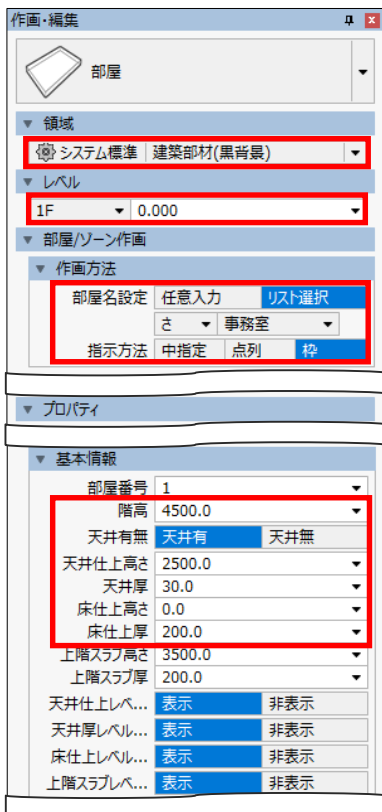 作画・編集
部屋
領域
システム標準 建築部材(黒背景)
レベル
1F 0.000
部屋/ゾーン作画
作画方法
部屋名設定 任意入力 リスト選択
さ 事務室
指示方法 中指定 点列 枠
プロパティ
基本情報
部屋番号 1
階高 4500.0
天井有無 天井有 天井無
天井仕上高さ 2500.0
天井厚 30.0
床仕上高さ 0.0
床仕上厚 200.0
上階スラブ高さ 3500.0
上階スラブ厚 200.0
天井仕上レベ... 表示 非表示
天井厚レベル... 表示 非表示
床仕上レベル... 表示 非表示
上階スラブレベ... 表示 非表示